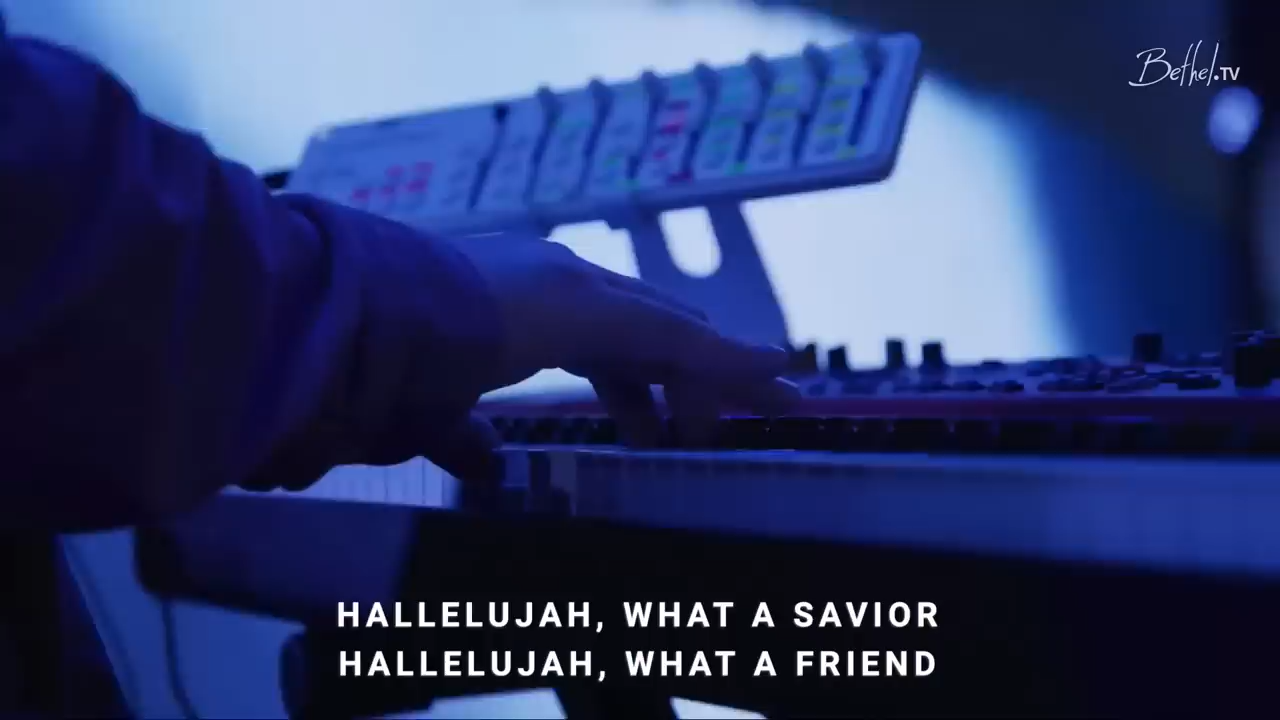 Bethel.TV
HALLELUJAH, WHAT A SAVIOR
HALLELUJAH, WHAT A FRIEND